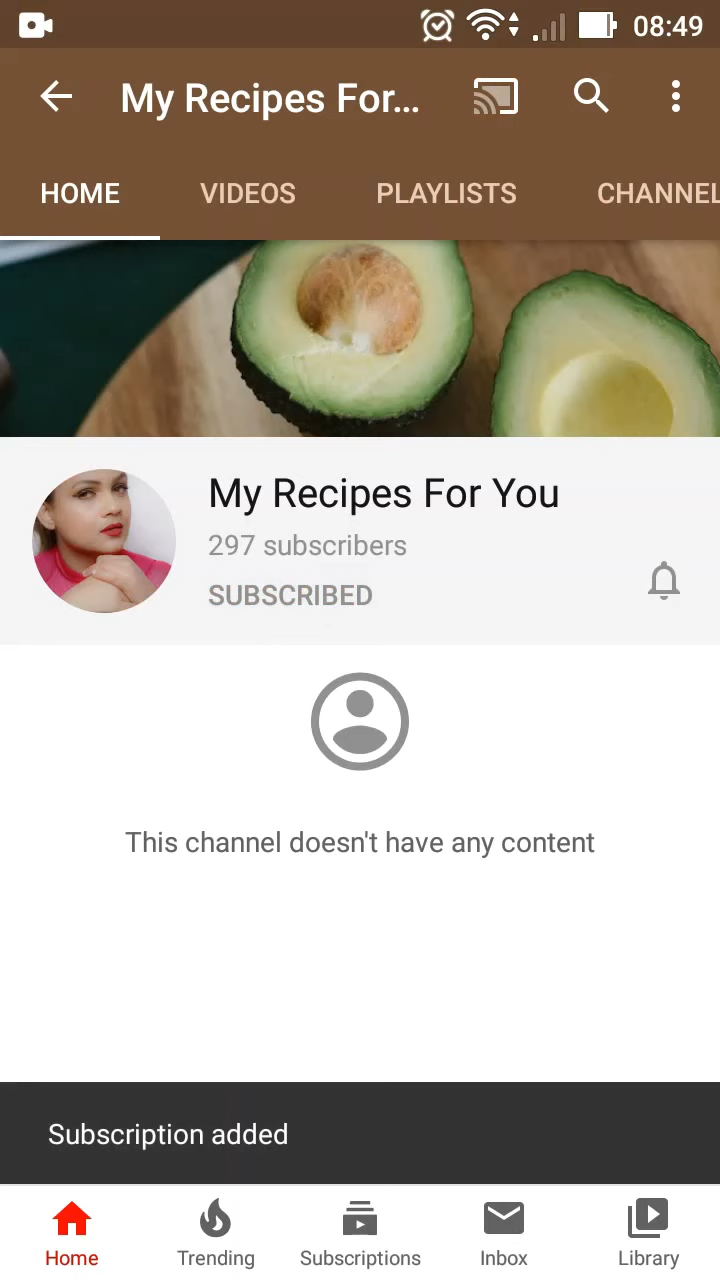 08:49
My Recipes For...
HOME VIDEOS PLAYLISTS CHANNEL
My Recipes For You
297 subscribers
SUBSCRIBED
This channel doesn't have any content
Subscription added
Home Trending Subscriptions Inbox Library